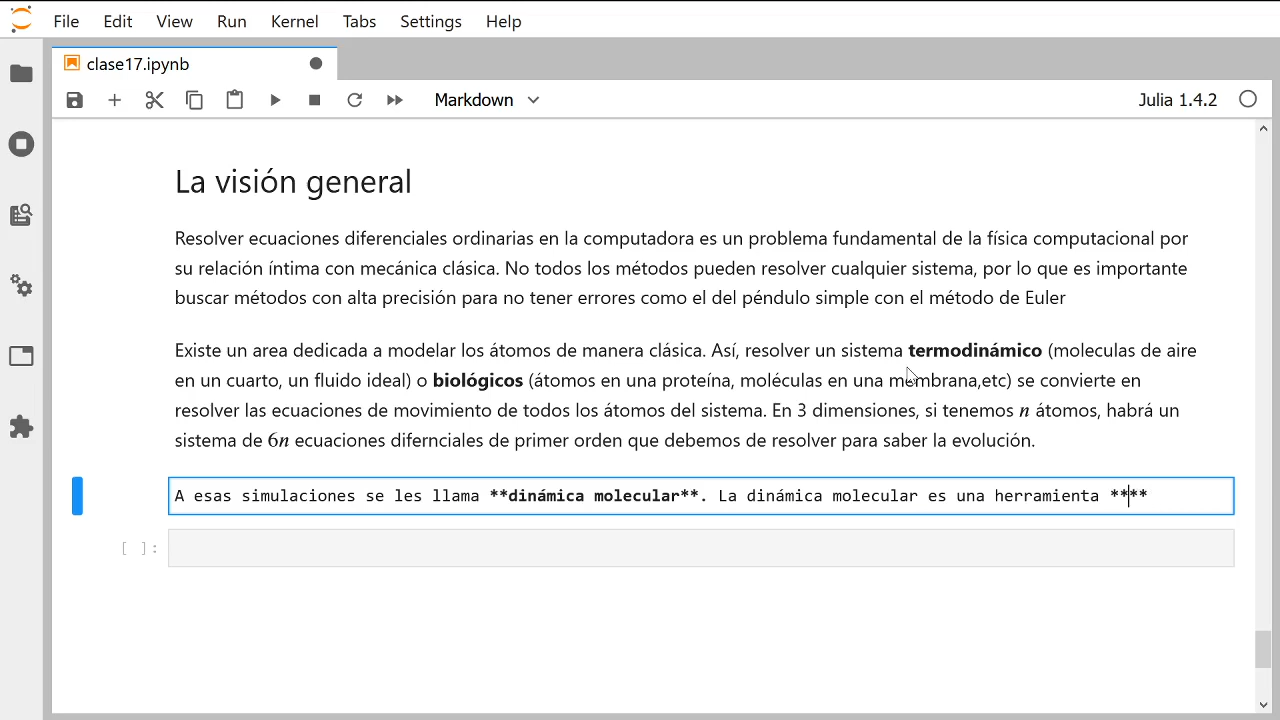 File Edit View Run Kernel Tabs Settings Help
clase17.ipynb
Markdown
Julia 1.4.2
La visión general
Resolver ecuaciones diferenciales ordinarias en la computadora es un problema fundamental de la física computacional por
su relación íntima con mecánica clásica. No todos los métodos pueden resolver cualquier sistema, por lo que es importante
buscar métodos con alta precisión para no tener errores como el del péndulo simple con el método de Euler
Existe un area dedicada a modelar los átomos de manera clásica. Así, resolver un sistema termodinámico (moleculas de aire
en un cuarto, un fluido ideal) o biológicos (átomos en una proteína, moléculas en una membrana,etc) se convierte en
resolver las ecuaciones de movimiento de todos los átomos del sistema. En 3 dimensiones, si tenemos n átomos, habrá un
sistema de 6n ecuaciones difernciales de primer orden que debemos de resolver para saber la evolución.
A esas simulaciones se les llama **dinámica molecular**. La dinámica molecular es una herramienta ****
[ ]: